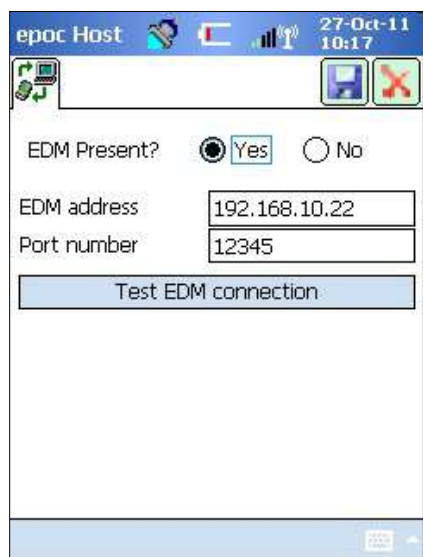 epoc Host 27-Oct-11
10:17
EDM Present? Yes No
EDM address 192.168.10.22
Port number 12345
Test EDM connection